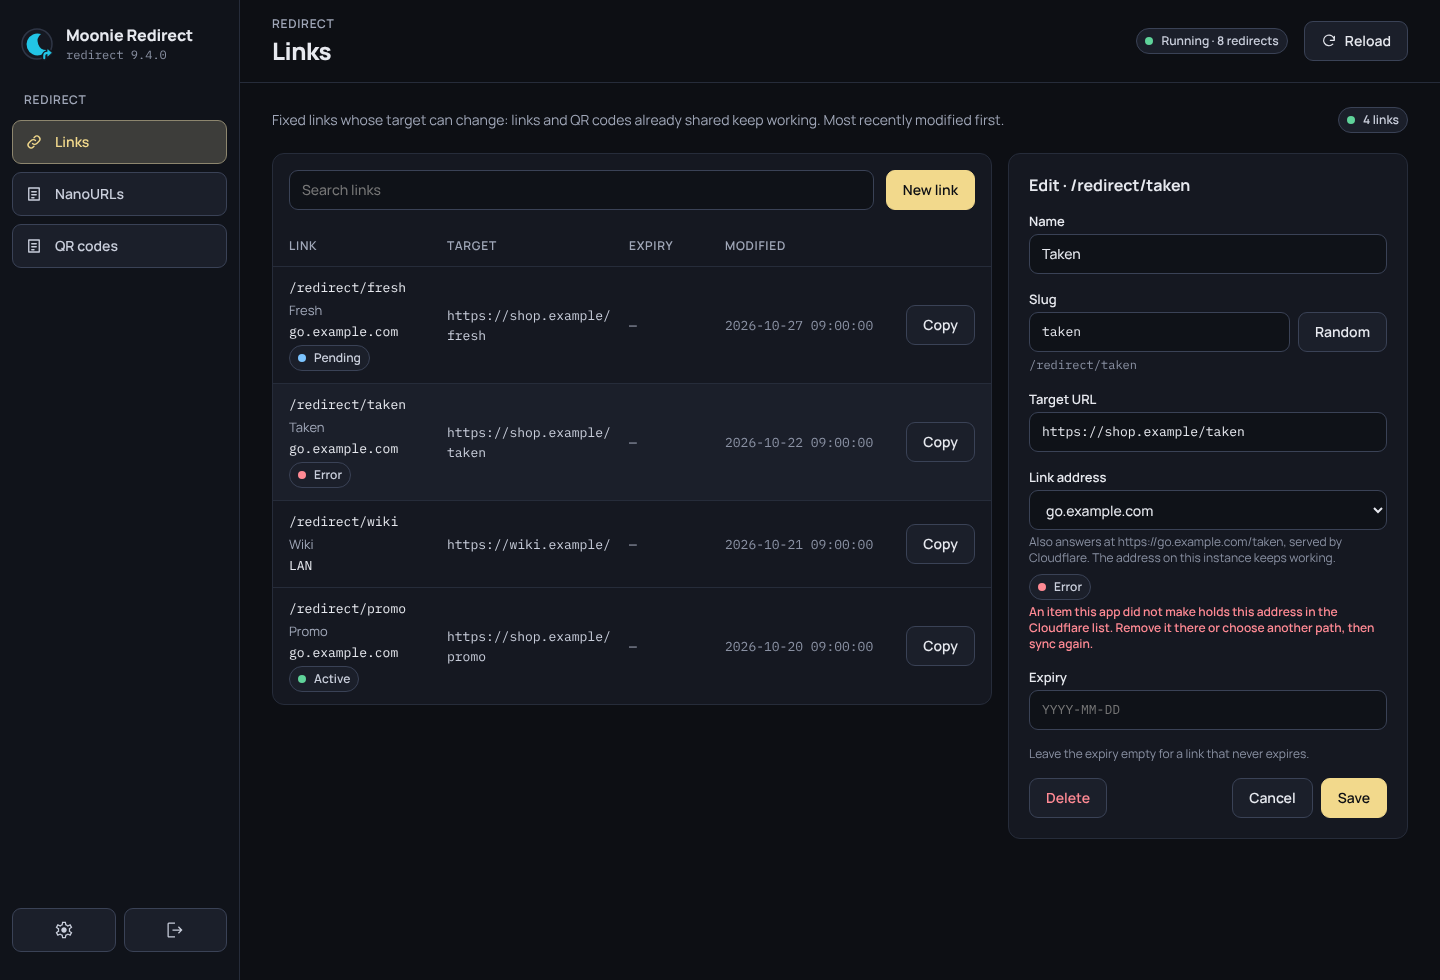 Moonie Redirect
redirect 9.4.0
REDIRECT
Links
NanoURLs
QR codes
REDIRECT
Links
Running · 8 redirects
Reload
Fixed links whose target can change: links and QR codes already shared keep working. Most recently modified first.
4 links
Search links
New link
LINK TARGET EXPIRY MODIFIED
/redirect/fresh
Fresh
go.example.com
Pending
https://shop.example/
fresh
—
2026-10-27 09:00:00
Copy
/redirect/taken
Taken
go.example.com
Error
https://shop.example/
taken
—
2026-10-22 09:00:00
Copy
/redirect/wiki
Wiki
LAN
https://wiki.example/
—
2026-10-21 09:00:00
Copy
/redirect/promo
Promo
go.example.com
Active
https://shop.example/
promo
—
2026-10-20 09:00:00
Copy
Edit · /redirect/taken
Name
Taken
Slug
taken
Random
/redirect/taken
Target URL
https://shop.example/taken
Link address
go.example.com
Also answers at https://go.example.com/taken, served by
Cloudflare. The address on this instance keeps working.
Error
An item this app did not make holds this address in the
Cloudflare list. Remove it there or choose another path, then
sync again.
Expiry
YYYY-MM-DD
Leave the expiry empty for a link that never expires.
Delete
Cancel
Save